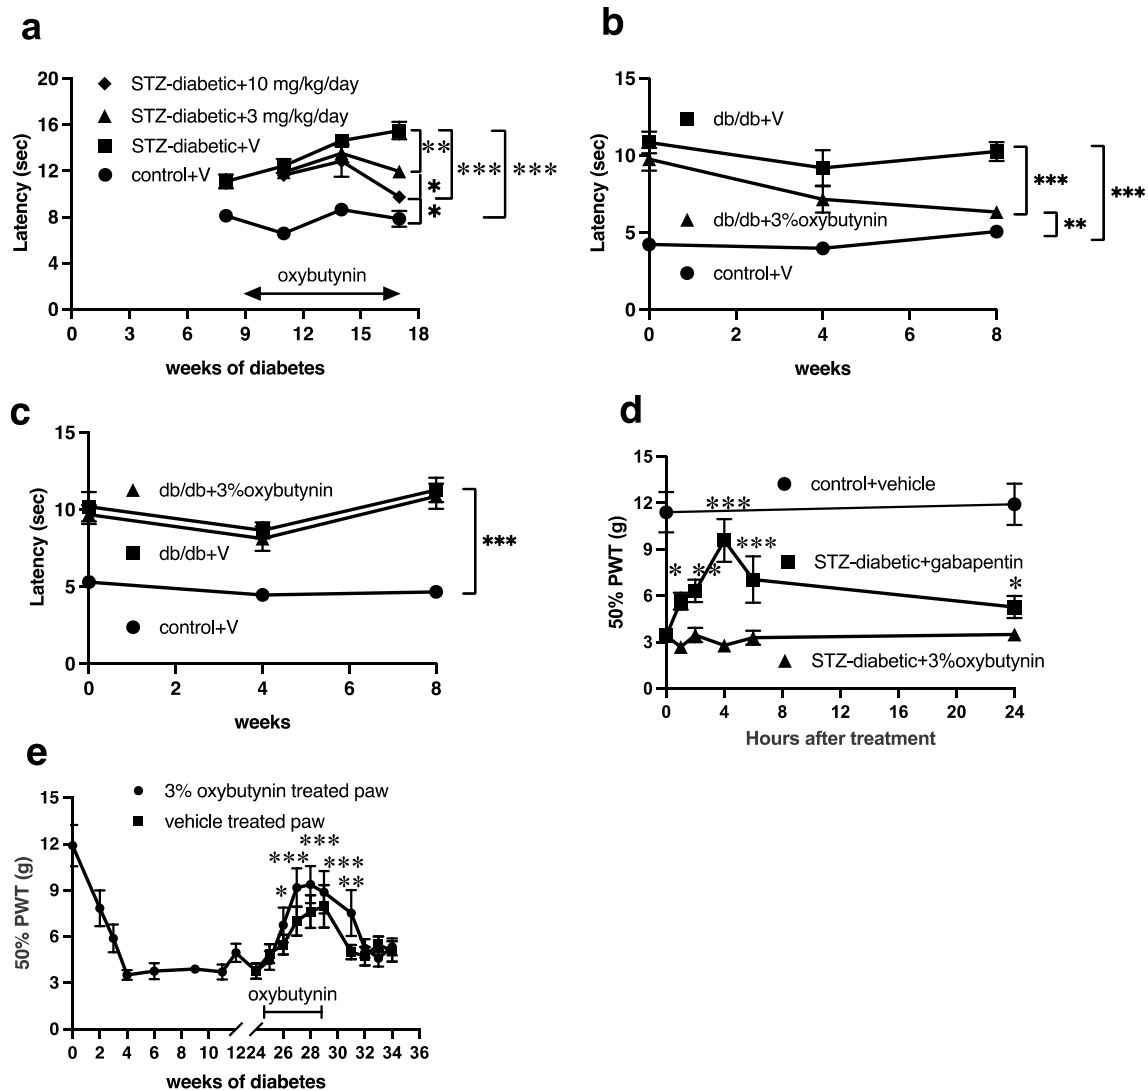 a
20
16
12
8
4
0
Latency (sec)
STZ-diabetic+10 mg/kg/day
STZ-diabetic+3 mg/kg/day
STZ-diabetic+V
control+V
**
*
*
***
***
oxybutynin
0 3 6 9 12 15 18
weeks of diabetes
b
15
10
5
0
Latency (sec)
db/db+V
db/db+3%oxybutynin
control+V
***
**
***
0 2 4 6 8
weeks
c
15
10
5
0
Latency (sec)
db/db+3%oxybutynin
db/db+V
control+V
***
0 2 4 6 8
weeks
d
15
12
9
6
3
0
50% PWT (g)
control+vehicle
***
***
STZ-diabetic+gabapentin
* **
*
STZ-diabetic+3%oxybutynin
0 4 8 12 16 20 24
Hours after treatment
e
15
12
9
6
3
0
50% PWT (g)
3% oxybutynin treated paw
vehicle treated paw
***
*** ***
* **
oxybutynin
0 2 4 6 8 10 12 24 26 28 30 32 34 36
weeks of diabetes